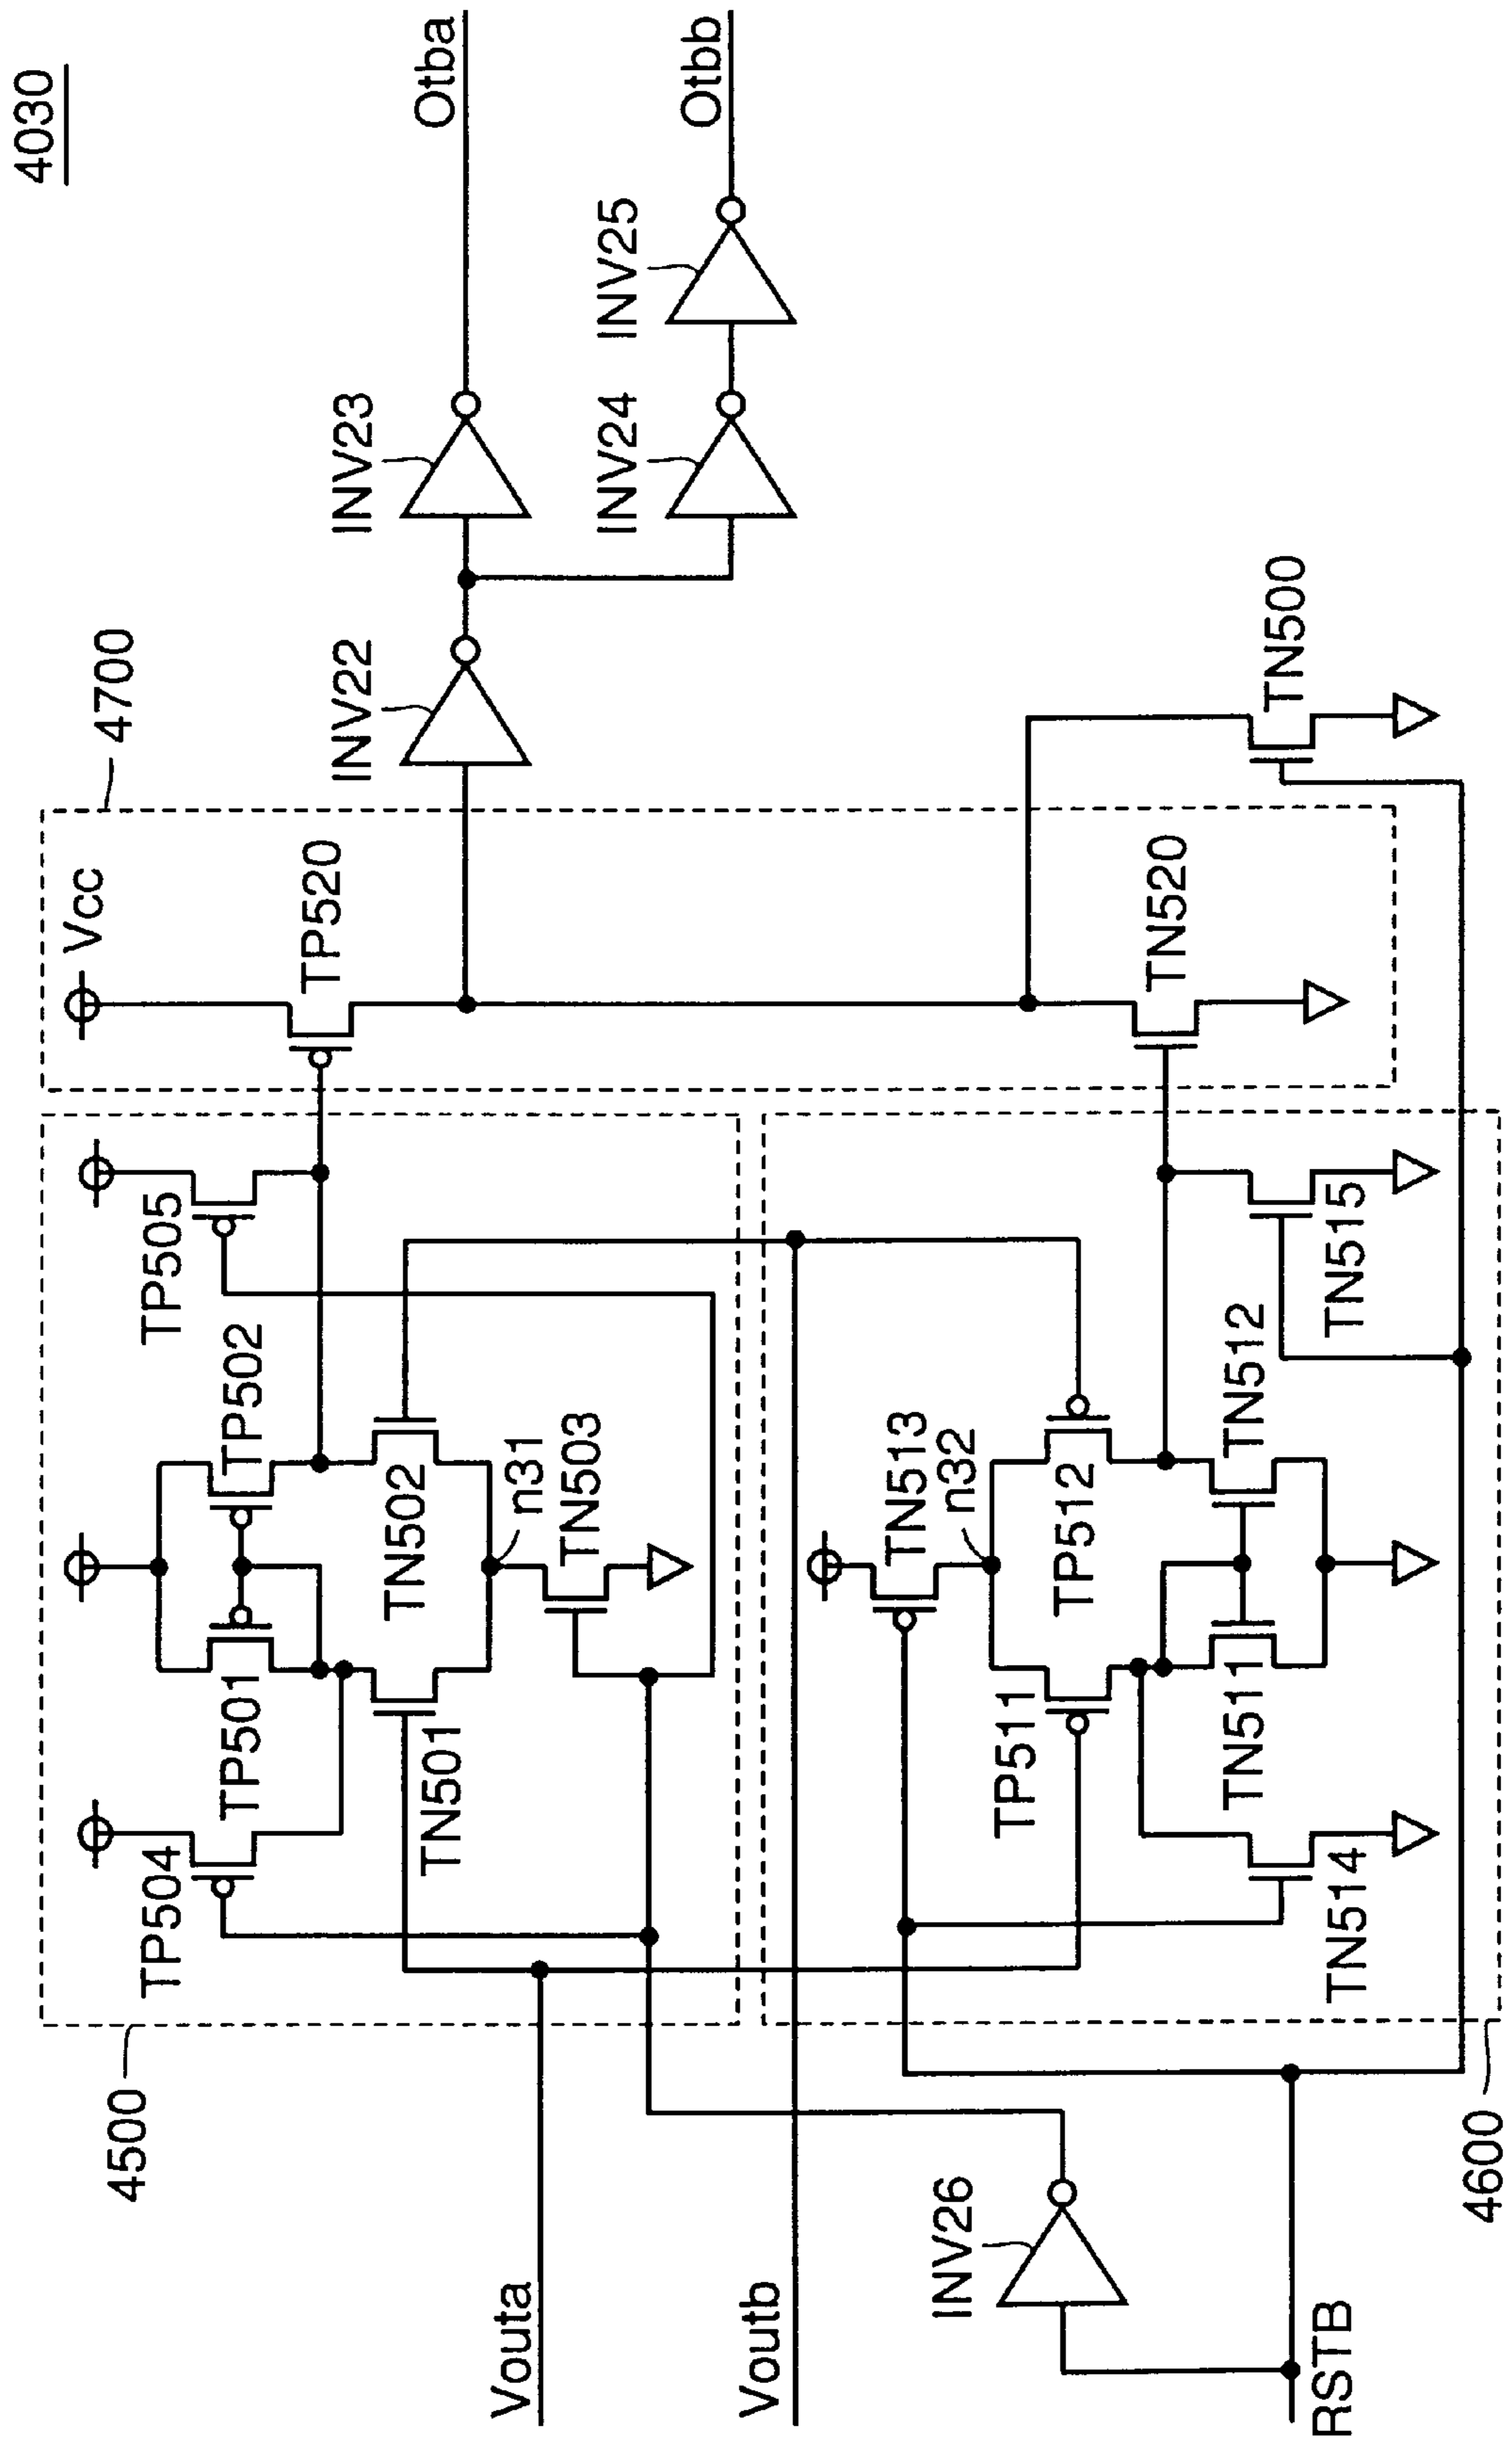 4030
Otba
Otbb
INV25
INV23
INV24
4700
INV22
TN500
Vcc
TP520
TN520
TP505
TN515
TP502
TN512
TN502
n31
TN503
TN513
n32
TP512
TP501
TN501
TP511
TN511
TP504
TN514
4500
4600
INV26
Vouta
Voutb
RSTB